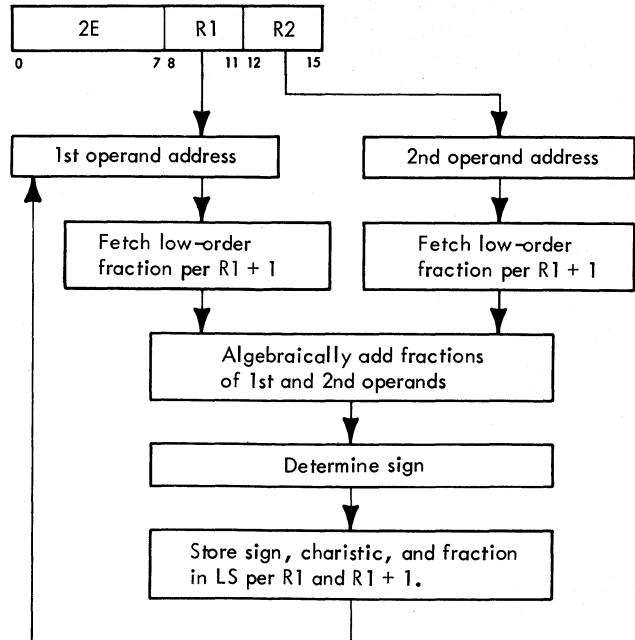 2E R1 R2
0 7 8 11 12 15
1st operand address
2nd operand address
Fetch low-order
fraction per R1 + 1
Fetch low-order
fraction per R1 + 1
Algebraically add fractions
of 1st and 2nd operands
Determine sign
Store sign, charistic, and fraction
in LS per R1 and R1 + 1.